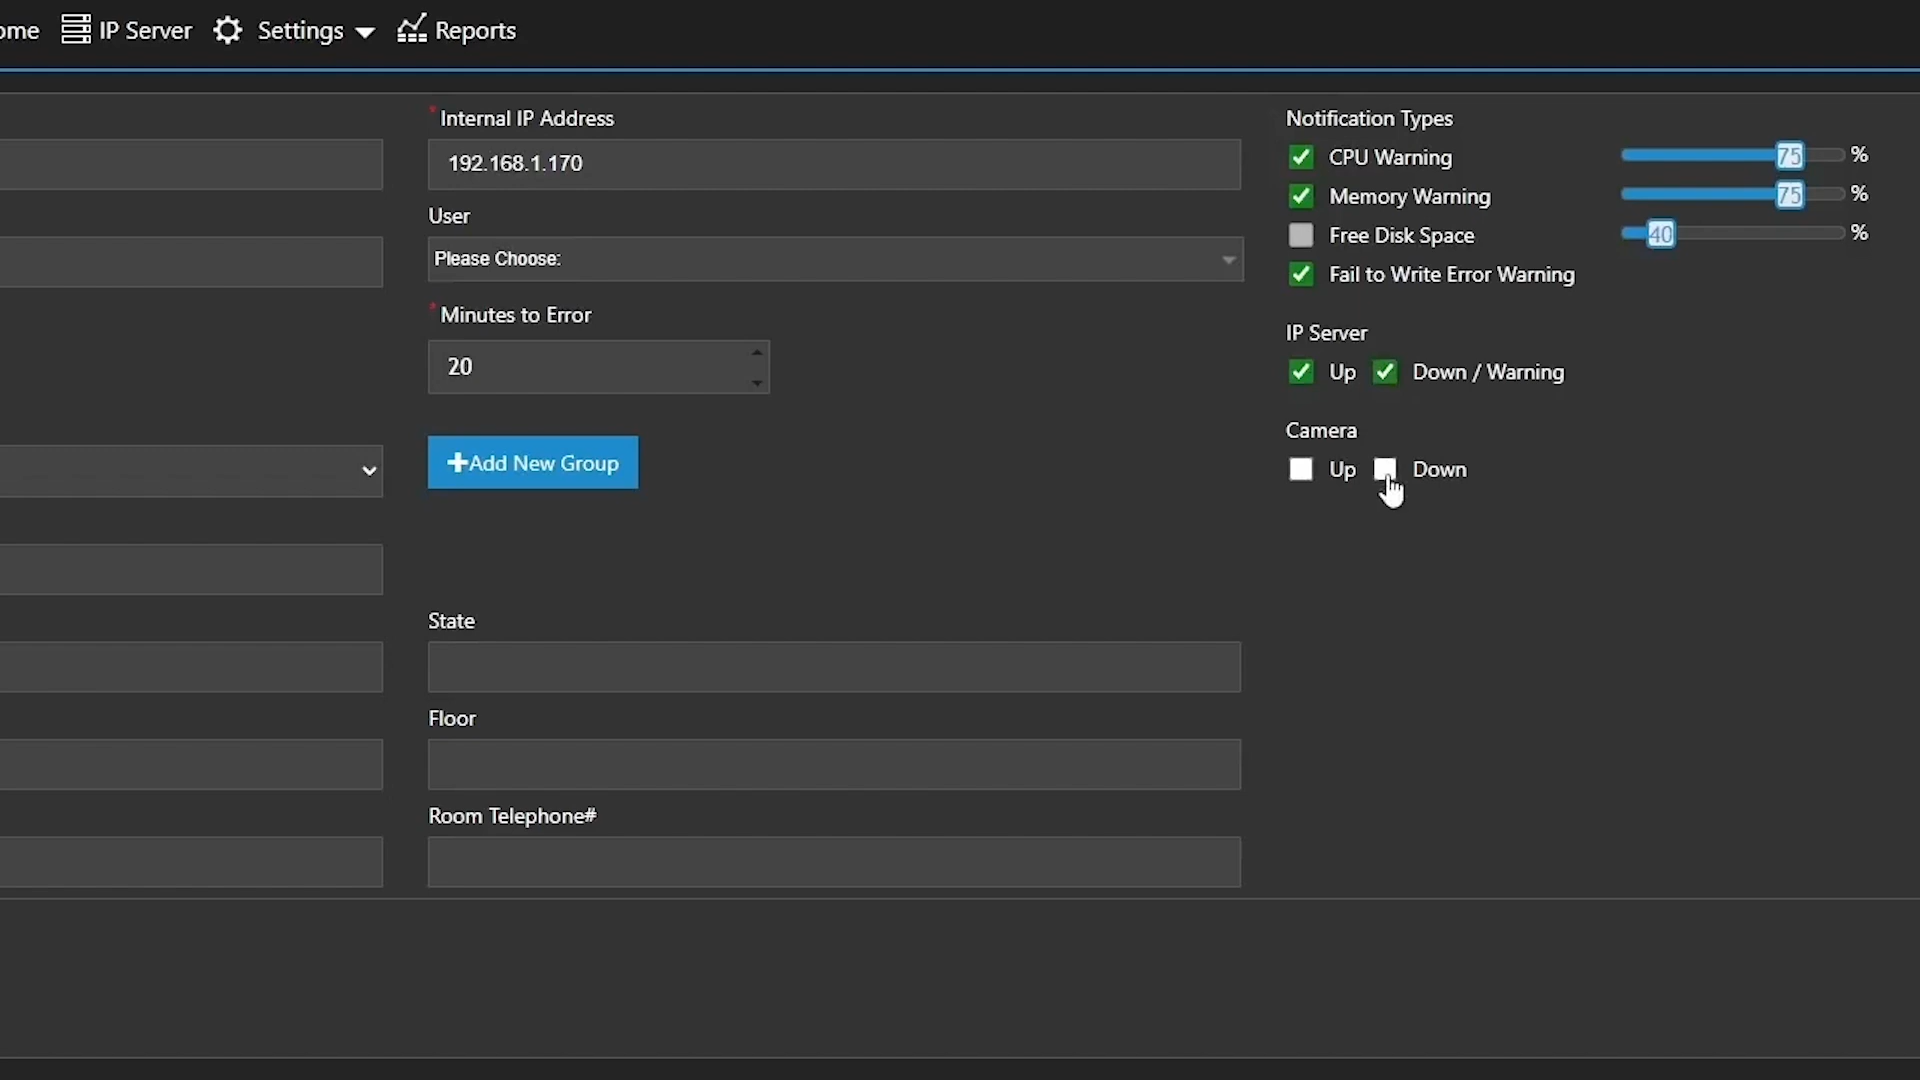 ome IP Server Settings Reports
* Internal IP Address
192.168.1.170
User
Please Choose:
* Minutes to Error
20
+Add New Group
State
Floor
Room Telephone#
Notification Types
CPU Warning 75 %
Memory Warning 75 %
Free Disk Space 40 %
Fail to Write Error Warning
IP Server
Up Down / Warning
Camera
Up Down